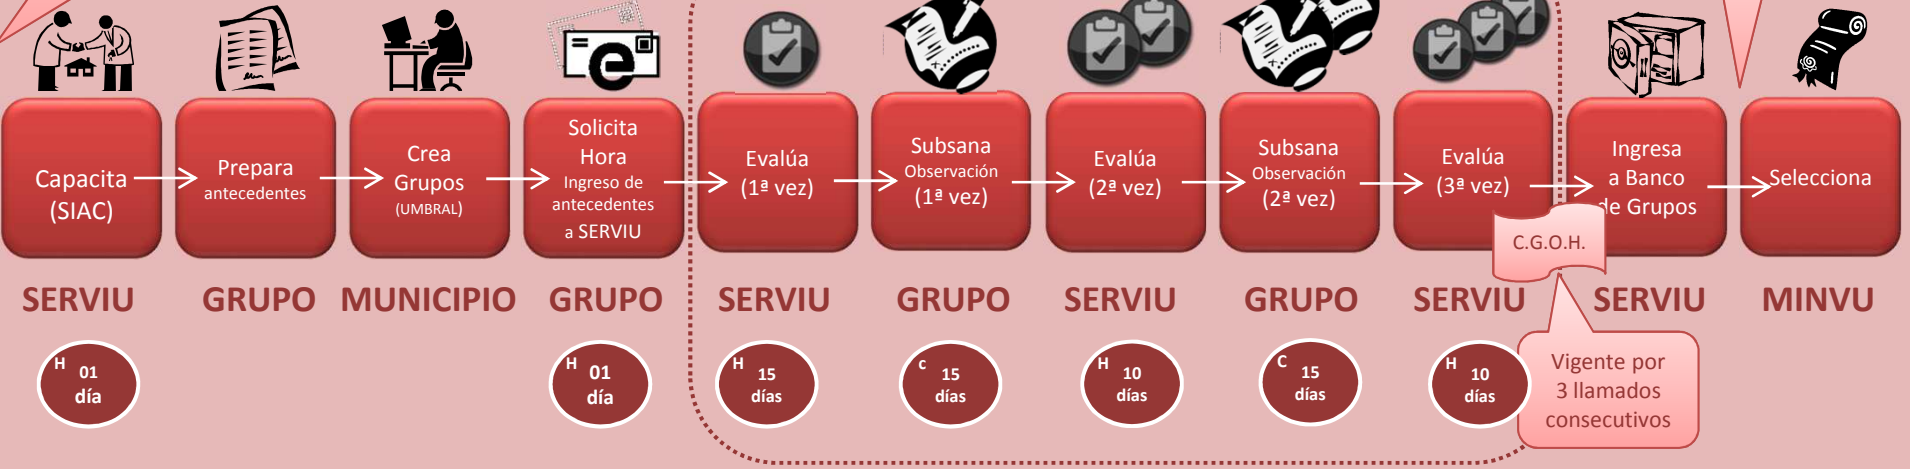 Capacita
(SIAC)
Prepara
antecedentes
Crea
Grupos
(UMBRAL)
Solicita
Hora
Ingreso de
antecedentes
a SERVIU
Evalúa
(1ª vez)
Subsana
Observación
(1ª vez)
Evalúa
(2ª vez)
Subsana
Observación
(2ª vez)
Evalúa
(3ª vez)
Ingresa
a Banco
de Grupos
Selecciona
C.G.O.H.
SERVIU
GRUPO
MUNICIPIO
GRUPO
SERVIU
GRUPO
SERVIU
GRUPO
SERVIU
SERVIU
MINVU
H 01
día
H 01
día
H 15
días
c 15
días
H 10
días
C 15
días
H 10
días
Vigente por
3 llamados
consecutivos